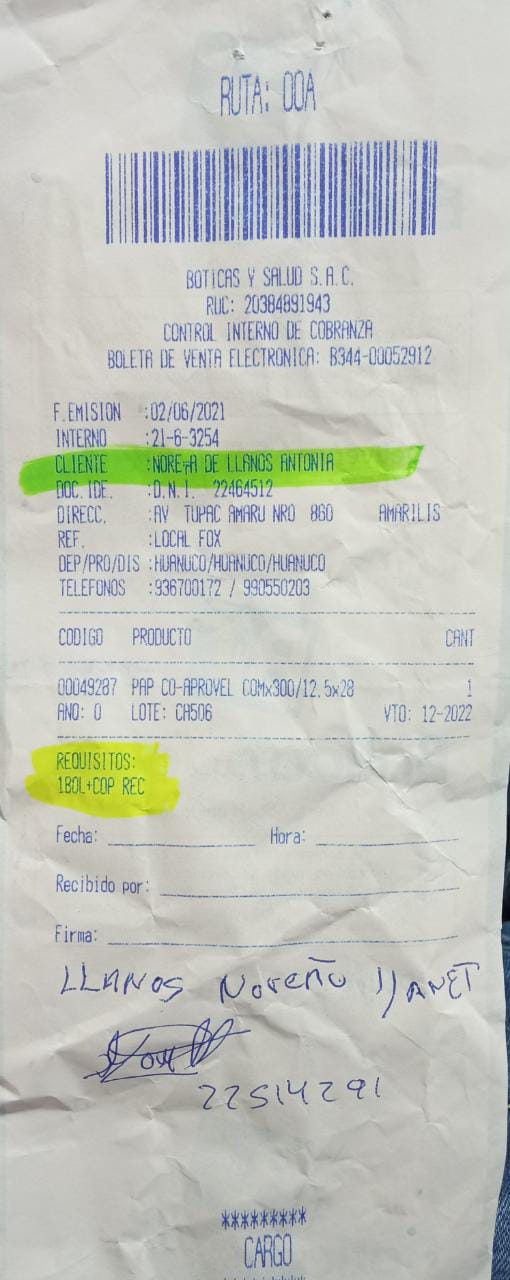 RUTA: 00A
BOTICAS Y SALUD S.A.C.
RUC: 20384891943
CONTROL INTERNO DE COBRANZA
BOLETA DE VENTA ELECTRONICA: B344-00052912
F.EMISION :02/06/2021
INTERNO :21-6-3254
CLIENTE :NORE¬A DE LLANOS ANTONIA
DOC.IDE. :D.N.I. 22464512
DIRECC. :AV TUPAC AMARU NRO 860 AMARILIS
REF. :LOCAL FOX
DEP/PRO/DIS :HUANUCO/HUANUCO/HUANUCO
TELEFONOS :936700172 / 990550203
CODIGO PRODUCTO CANT
00049287 PAP CO-APROVEL COMx300/12.5x28 1
ANO: 0 LOTE: CA506 VTO: 12-2022
REQUISITOS:
1BOL+COP REC
Fecha: Hora:
Recibido por:
Firma:
LLANOS Noreño IJANET
22514291
*********
CARGO